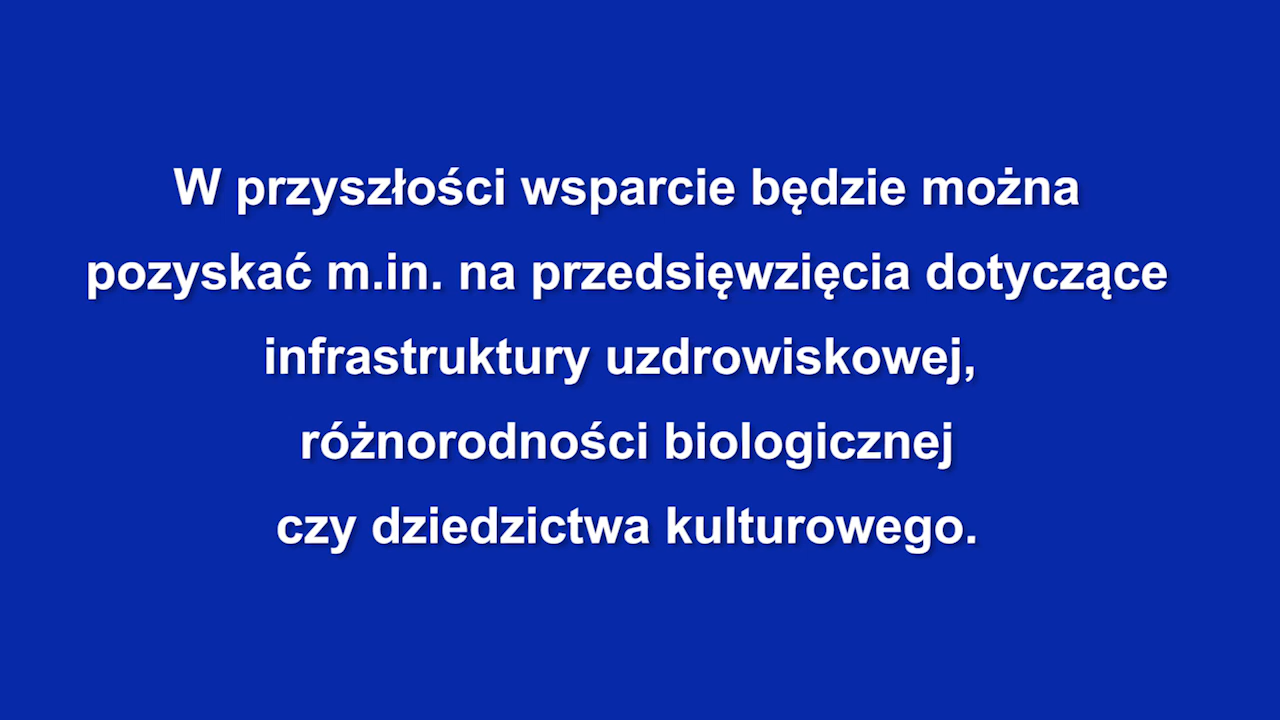 W przyszłości wsparcie będzie można
pozyskać m.in. na przedsięwzięcia dotyczące
infrastruktury uzdrowiskowej,
różnorodności biologicznej
czy dziedzictwa kulturowego.